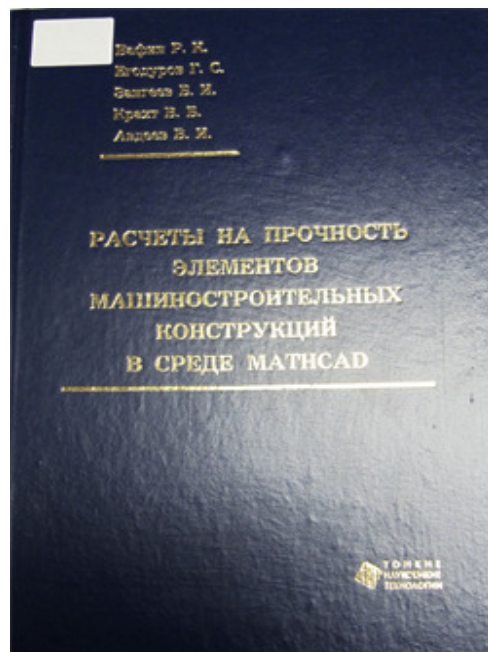 Вафин Р. К.
Егодуров Г. С.
Зангеев Б. И.
Крахт В. Б.
Авдеев В. И.
РАСЧЕТЫ НА ПРОЧНОСТЬ
ЭЛЕМЕНТОВ
МАШИНОСТРОИТЕЛЬНЫХ
КОНСТРУКЦИЙ
В СРЕДЕ MATHCAD
ТОНКИЕ
НАУКОЕМКИЕ
ТЕХНОЛОГИИ